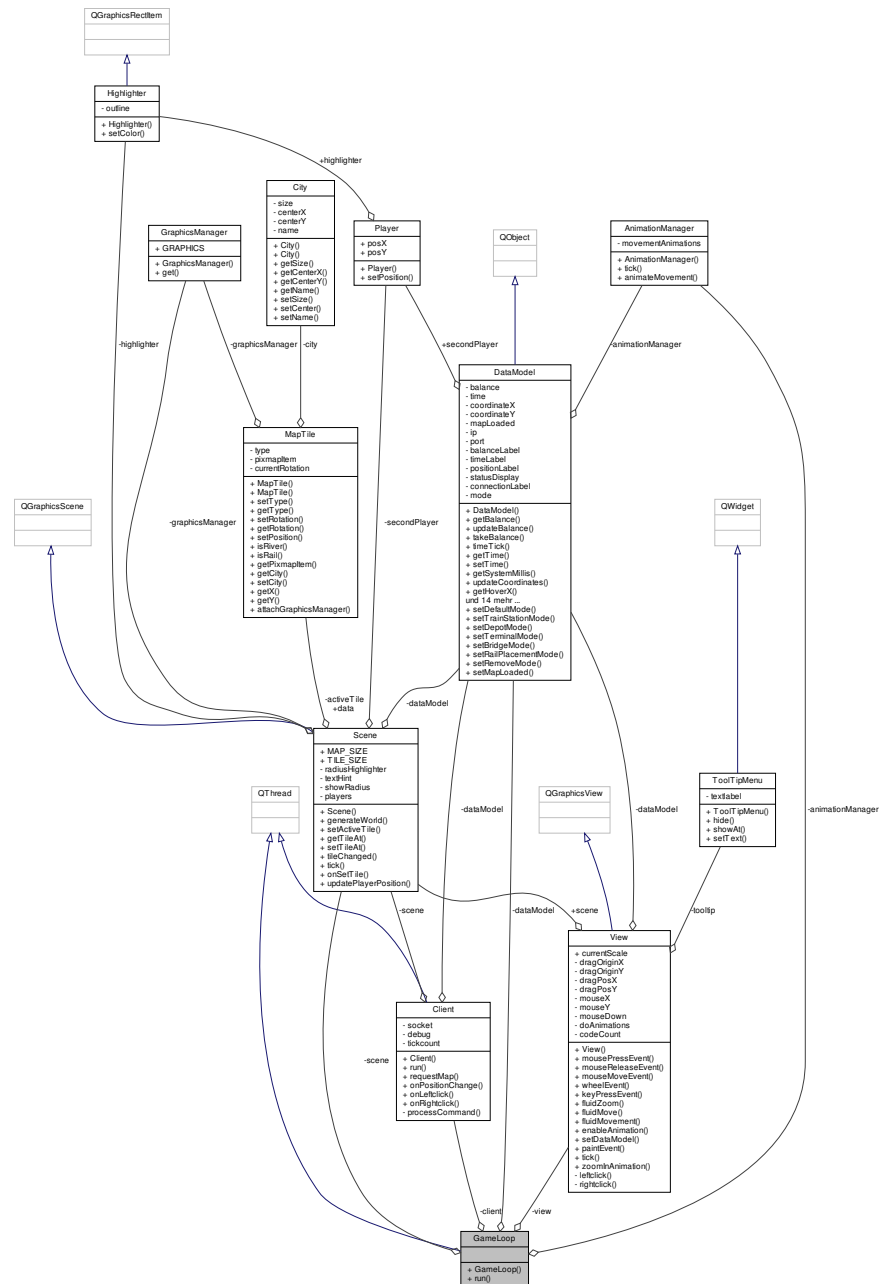 QGraphicsRectItem
Highlighter
- outline
+ Highlighter()
+ setColor()
+highlighter
City
- size
- centerX
- centerY
- name
+ City()
+ City()
+ getSize()
+ getCenterX()
+ getCenterY()
+ getName()
+ setSize()
+ setCenter()
+ setName()
GraphicsManager
+ GRAPHICS
+ GraphicsManager()
+ get()
Player
+ posX
+ posY
+ Player()
+ setPosition()
QObject
AnimationManager
- movementAnimations
+ AnimationManager()
+ tick()
+ animateMovement()
-highlighter
-graphicsManager
-city
+secondPlayer
-animationManager
DataModel
- balance
- time
- coordinateX
- coordinateY
- mapLoaded
- ip
- port
- balanceLabel
- timeLabel
- positionLabel
- statusDisplay
- connectionLabel
- mode
+ DataModel()
+ getBalance()
+ updateBalance()
+ takeBalance()
+ timeTick()
+ getTime()
+ setTime()
+ getSystemMillis()
+ updateCoordinates()
+ getHoverX()
und 14 mehr ...
+ setDefaultMode()
+ setTrainStationMode()
+ setDepotMode()
+ setTerminalMode()
+ setBridgeMode()
+ setRailPlacementMode()
+ setRemoveMode()
+ setMapLoaded()
MapTile
- type
- pixmapItem
- currentRotation
+ MapTile()
+ MapTile()
+ setType()
+ getType()
+ setRotation()
+ getRotation()
+ setPosition()
+ isRiver()
+ isRail()
+ getPixmapItem()
+ getCity()
+ setCity()
+ getX()
+ getY()
+ attachGraphicsManager()
QGraphicsScene
-graphicsManager
-secondPlayer
QWidget
-activeTile
+data
-dataModel
Scene
+ MAP_SIZE
+ TILE_SIZE
- radiusHighlighter
- textHint
- showRadius
- players
+ Scene()
+ generateWorld()
+ setActiveTile()
+ getTileAt()
+ setTileAt()
+ tileChanged()
+ tick()
+ onSetTile()
+ updatePlayerPosition()
QThread
-dataModel
QGraphicsView
-dataModel
ToolTipMenu
- textlabel
+ ToolTipMenu()
+ hide()
+ showAt()
+ setText()
-animationManager
-scene
-dataModel
+scene
-tooltip
View
+ currentScale
- dragOriginX
- dragOriginY
- dragPosX
- dragPosY
- mouseX
- mouseY
- mouseDown
- doAnimations
- codeCount
+ View()
+ mousePressEvent()
+ mouseReleaseEvent()
+ mouseMoveEvent()
+ wheelEvent()
+ keyPressEvent()
+ fluidZoom()
+ fluidMove()
+ fluidMovement()
+ enableAnimation()
+ setDataModel()
+ paintEvent()
+ tick()
+ zoomInAnimation()
- leftclick()
- rightclick()
Client
- socket
- debug
- tickcount
+ Client()
+ run()
+ requestMap()
+ onPositionChange()
+ onLeftclick()
+ onRightclick()
- processCommand()
-scene
-client
-view
GameLoop
+ GameLoop()
+ run()